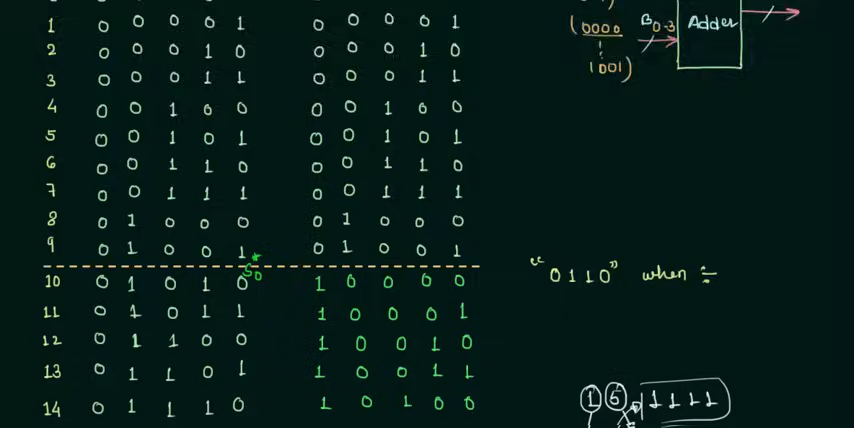 1 0 0 0 0 1 0 0 0 0 1
2 0 0 0 1 0 0 0 0 1 0
3 0 0 0 1 1 0 0 0 1 1
4 0 0 1 0 0 0 0 1 0 0
5 0 0 1 0 1 0 0 1 0 1
6 0 0 1 1 0 0 0 1 1 0
7 0 0 1 1 1 0 0 1 1 1
8 0 1 0 0 0 0 1 0 0 0
9 0 1 0 0 1 0 1 0 0 1
S0
10 0 1 0 1 0 1 0 0 0 0
11 0 1 0 1 1 1 0 0 0 1
12 0 1 1 0 0 1 0 0 1 0
13 0 1 1 0 1 1 0 0 1 1
14 0 1 1 1 0 1 0 1 0 0
(0000
1001)
B0-3
Adder
"0110" when
1 5 1 1 1 1